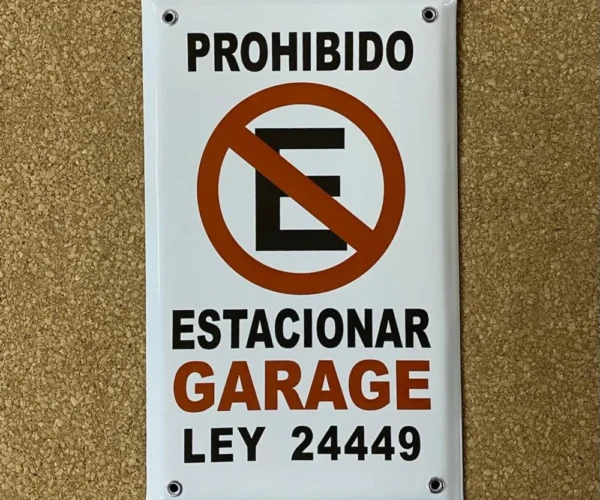 PROHIBIDO
E
ESTACIONAR
GARAGE
LEY 24449